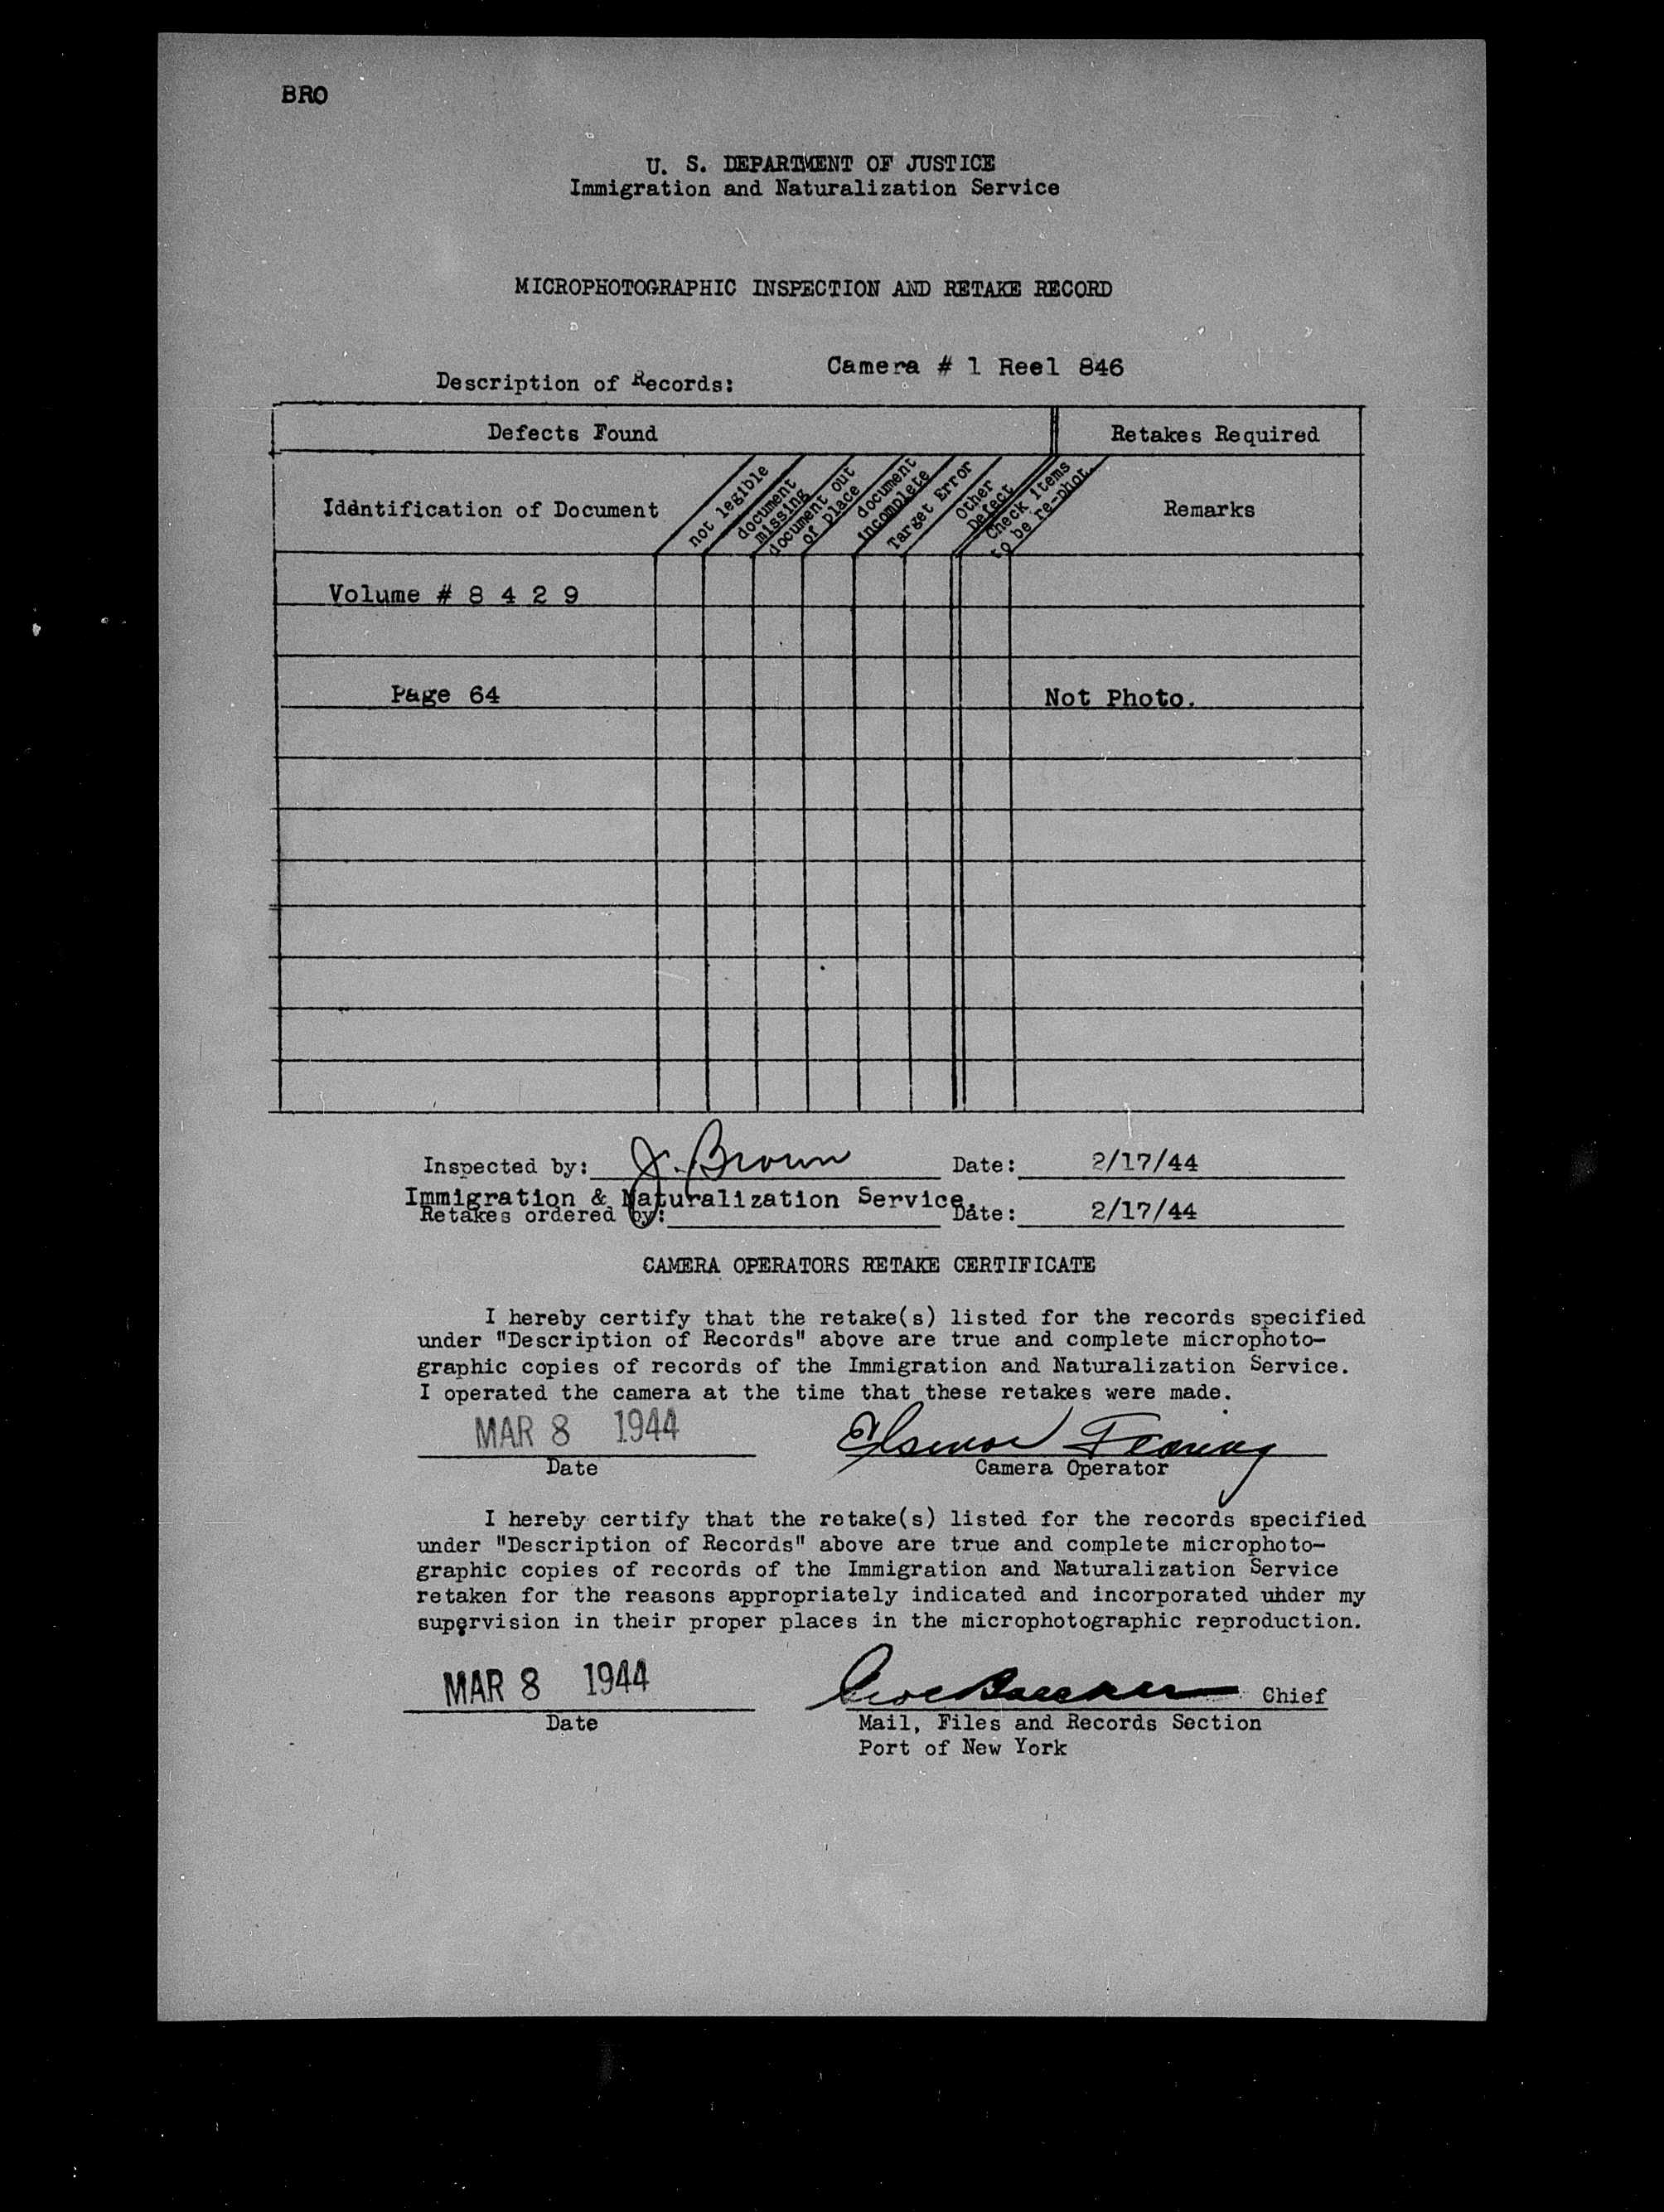 BRO
U. S. DEPARTMENT OF JUSTICE
Immigration and Naturalization Service
MICROPHOTOGRAPHIC INSPECTION AND RETAKE RECORD
Camera # 1 Reel 846
Description of Records:
Defects Found
Retakes Required
Identification of Document
not legible
document missing
document out of place
document incomplete
Target Error
Other Defect
Check items to be re-phot.
Remarks
Volume # 8 4 2 9
Page 64
Not Photo.
Inspected by: J. Brown Date: 2/17/44
Immigration & Naturalization Service.
Retakes ordered by: Date: 2/17/44
CAMERA OPERATORS RETAKE CERTIFICATE
I hereby certify that the retake(s) listed for the records specified
under "Description of Records" above are true and complete microphoto-
graphic copies of records of the Immigration and Naturalization Service.
I operated the camera at the time that these retakes were made.
MAR 8 1944
Date
Camera Operator
I hereby certify that the retake(s) listed for the records specified
under "Description of Records" above are true and complete microphoto-
graphic copies of records of the Immigration and Naturalization Service
retaken for the reasons appropriately indicated and incorporated under my
supervision in their proper places in the microphotographic reproduction.
MAR 8 1944
Chief
Date
Mail, Files and Records Section
Port of New York